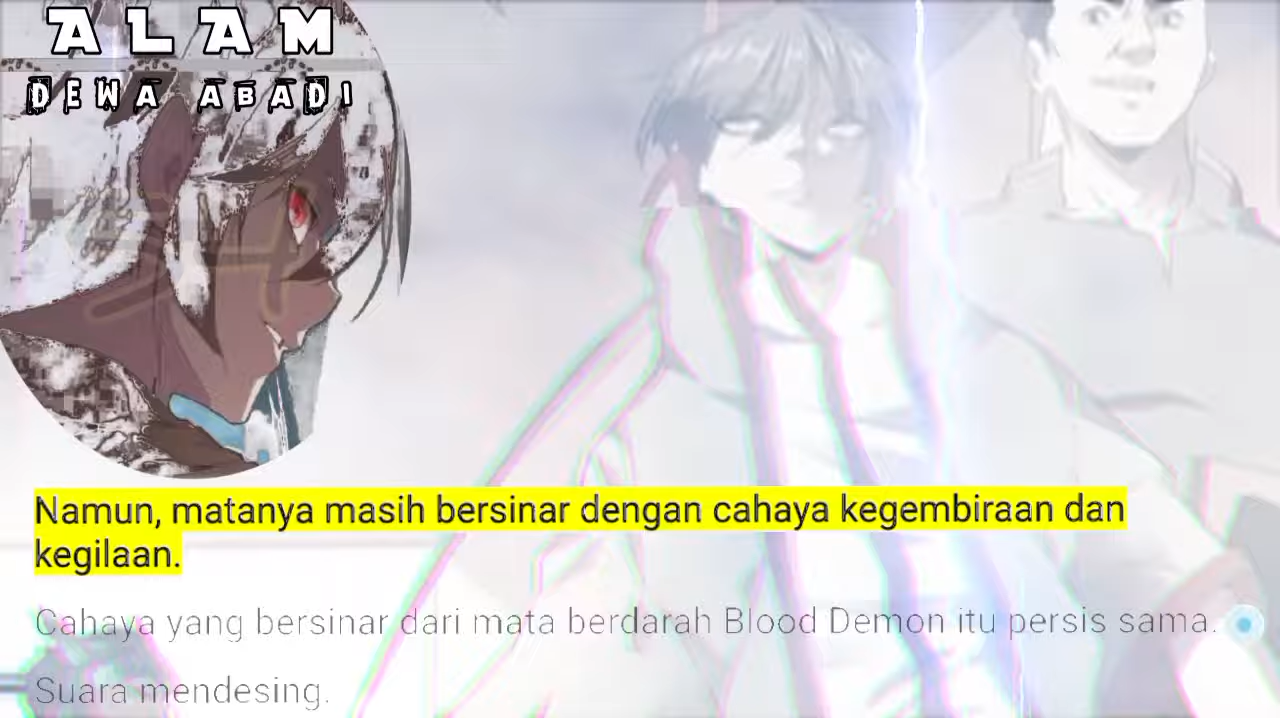 ALAM
DEWA ABADI
Namun, matanya masih bersinar dengan cahaya kegembiraan dan
kegilaan.
Cahaya yang bersinar dari mata berdarah Blood Demon itu persis sama.
Suara mendesing.